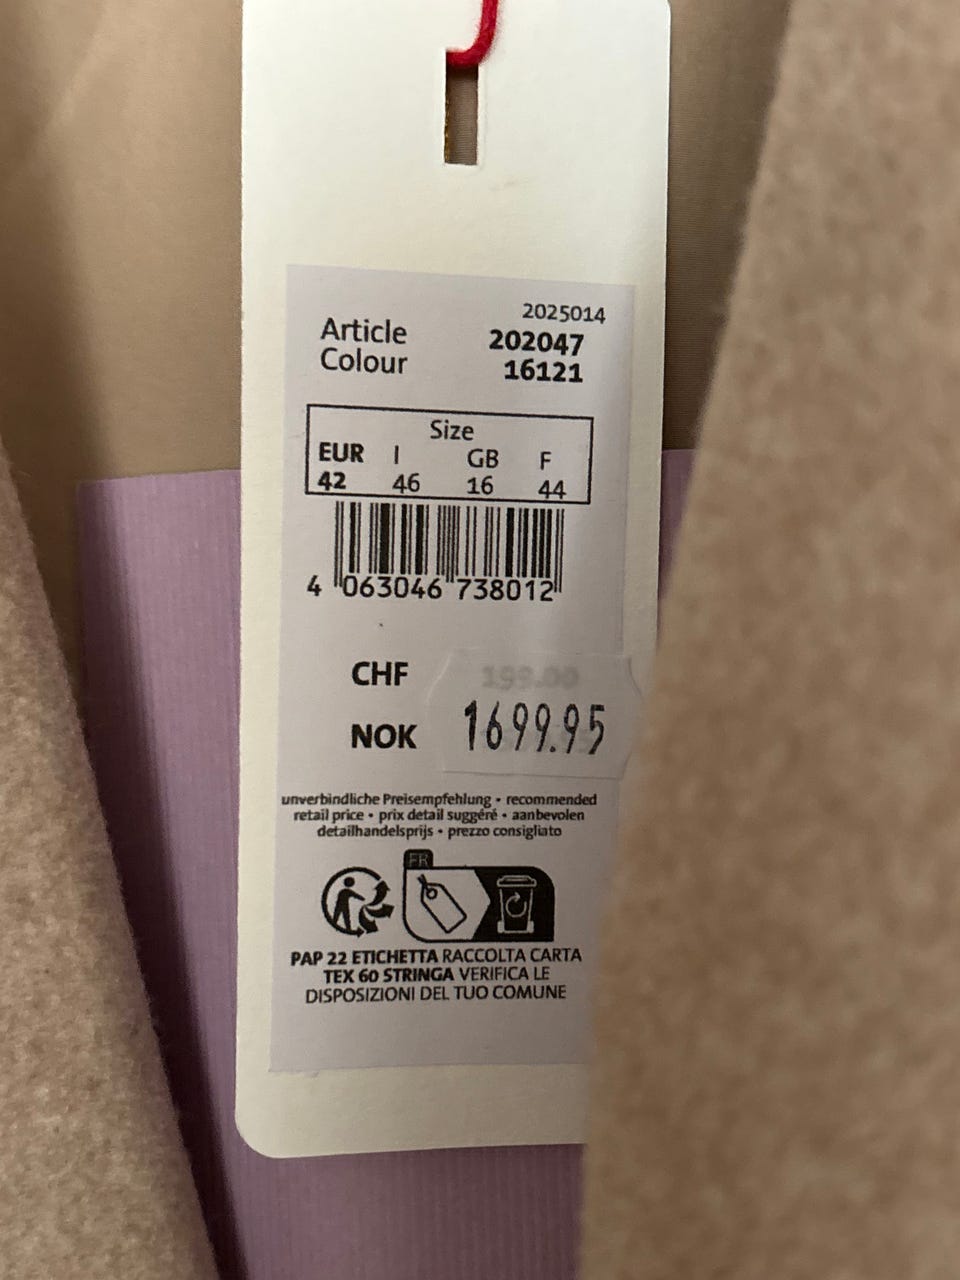 2025014
Article 202047
Colour 16121
Size
EUR I GB F
42 46 16 44
4 063046 738012
CHF 199.00
NOK 1699.95
unverbindliche Preisempfehlung • recommended
retail price • prix detail suggéré • aanbevolen
detailhandelsprijs • prezzo consigliato
FR
PAP 22 ETICHETTA RACCOLTA CARTA
TEX 60 STRINGA VERIFICA LE
DISPOSIZIONI DEL TUO COMUNE